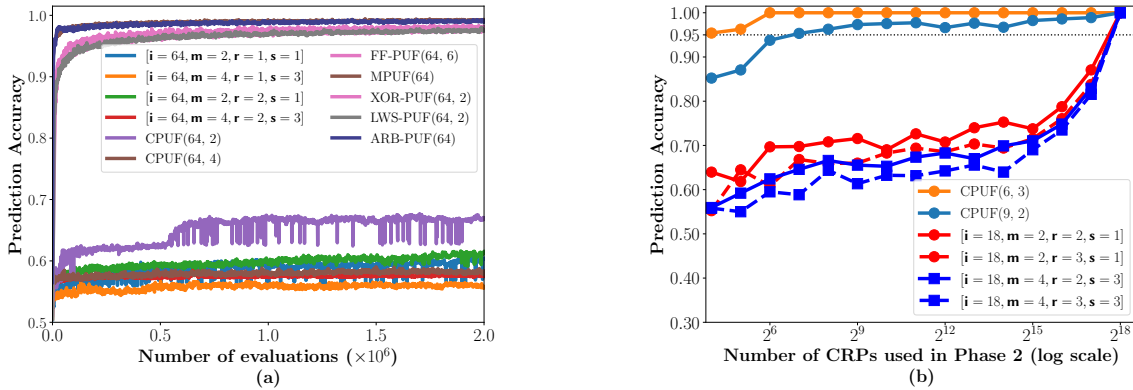 Prediction Accuracy
1.0
0.9
0.8
0.7
0.6
0.5
[i = 64, m = 2, r = 1, s = 1]
[i = 64, m = 4, r = 1, s = 3]
[i = 64, m = 2, r = 2, s = 1]
[i = 64, m = 4, r = 2, s = 3]
CPUF(64, 2)
CPUF(64, 4)
FF-PUF(64, 6)
MPUF(64)
XOR-PUF(64, 2)
LWS-PUF(64, 2)
ARB-PUF(64)
0.0 0.5 1.0 1.5 2.0
Number of evaluations (×10⁶)
(a)
Prediction Accuracy
1.00
0.95
0.90
0.80
0.70
0.60
0.50
0.40
0.30
CPUF(6, 3)
CPUF(9, 2)
[i = 18, m = 2, r = 2, s = 1]
[i = 18, m = 2, r = 3, s = 1]
[i = 18, m = 4, r = 2, s = 3]
[i = 18, m = 4, r = 3, s = 3]
2⁶ 2⁹ 2¹² 2¹⁵ 2¹⁸
Number of CRPs used in Phase 2 (log scale)
(b)